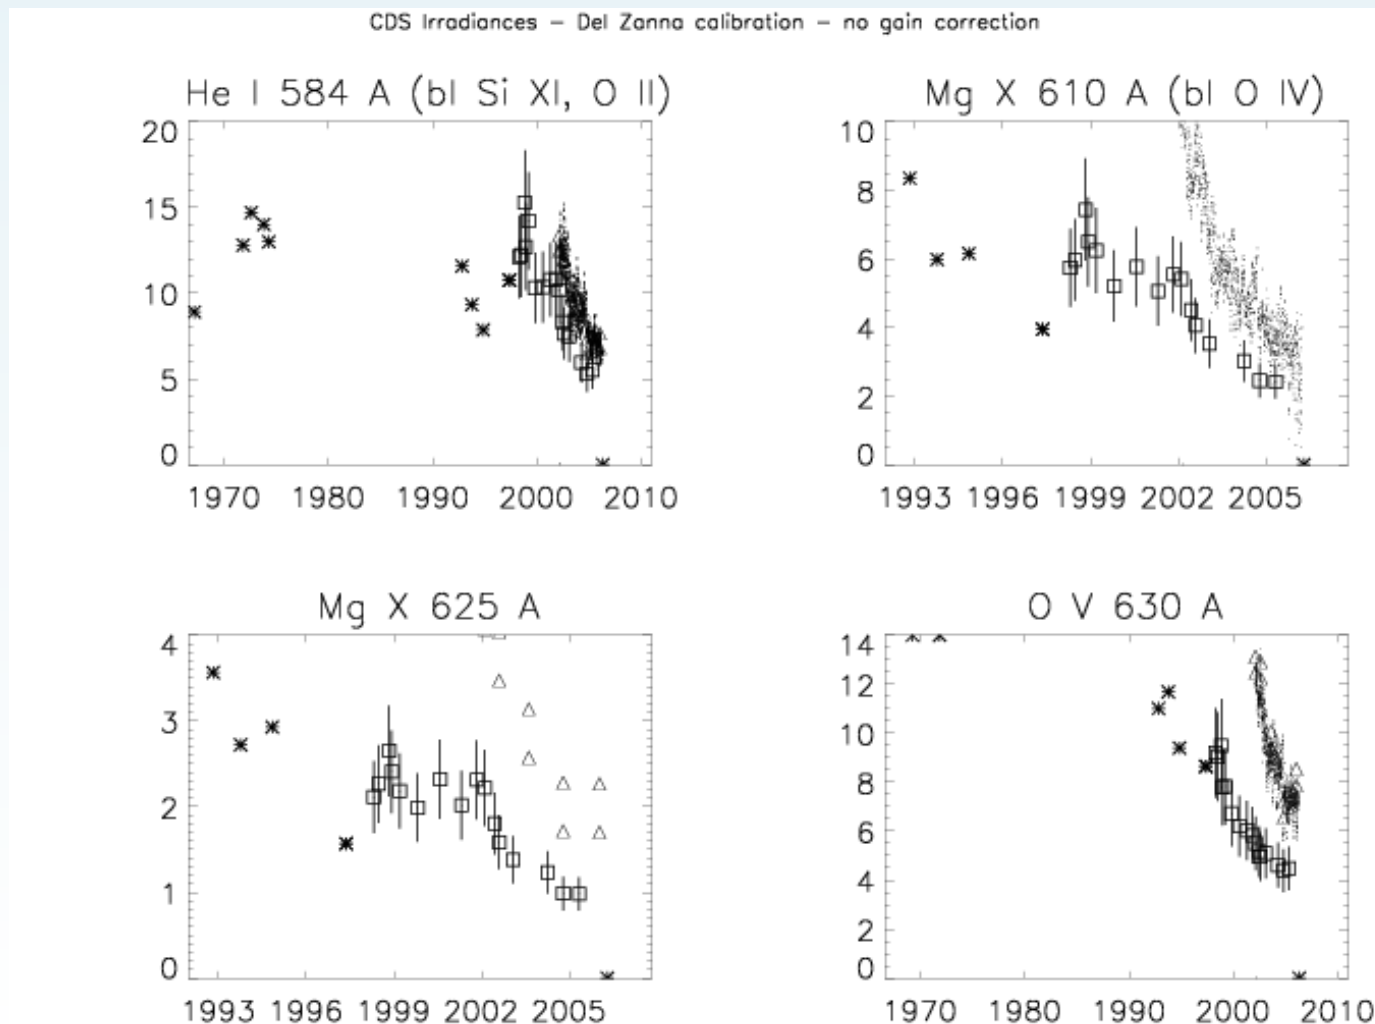 CDS Irradiances – Del Zanna calibration – no gain correction
He I 584 A (bl Si XI, O II)
20
15
10
5
0
1970 1980 1990 2000 2010
Mg X 610 A (bl O IV)
10
8
6
4
2
0
1993 1996 1999 2002 2005
Mg X 625 A
4
3
2
1
0
1993 1996 1999 2002 2005
O V 630 A
14
12
10
8
6
4
2
0
1970 1980 1990 2000 2010